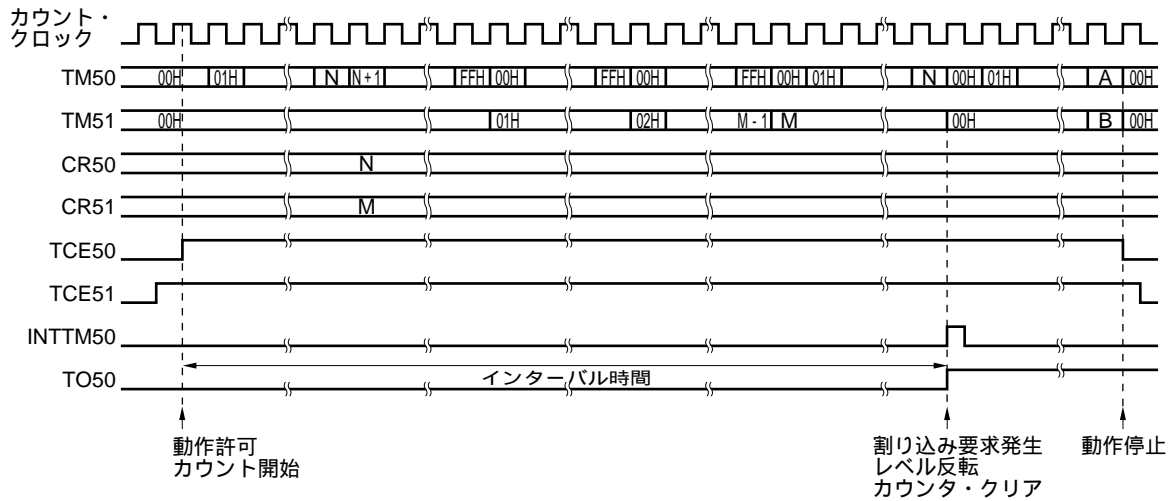 カウント・
クロック
TM50 00H 01H N N+1 FFH 00H FFH 00H FFH 00H 01H N 00H 01H A 00H
TM51 00H 01H 02H M-1 M 00H B 00H
CR50 N
CR51 M
TCE50
TCE51
INTTM50
インターバル時間
TO50
動作許可
カウント開始
割り込み要求発生
レベル反転
カウンタ・クリア
動作停止